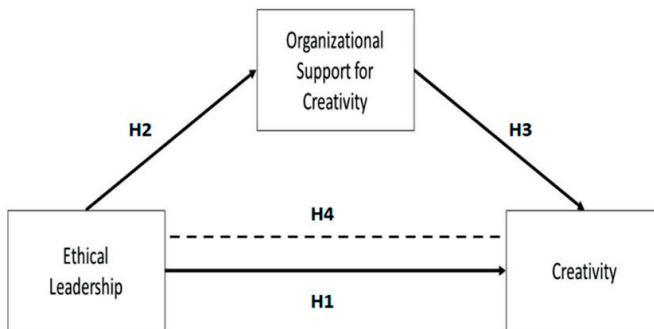 Organizational
Support for
Creativity
H2
H3
H4
Ethical
Leadership
Creativity
H1